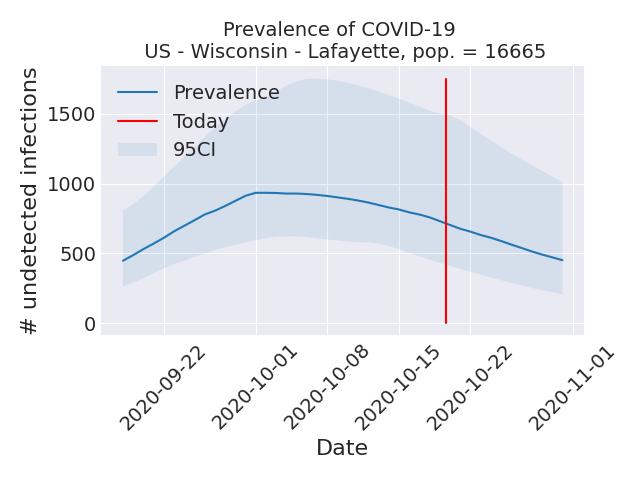 Prevalence of COVID-19
US - Wisconsin - Lafayette, pop. = 16665
# undetected infections
1500
1000
500
0
Prevalence
Today
95CI
2020-09-22
2020-10-01
2020-10-08
2020-10-15
2020-10-22
2020-11-01
Date